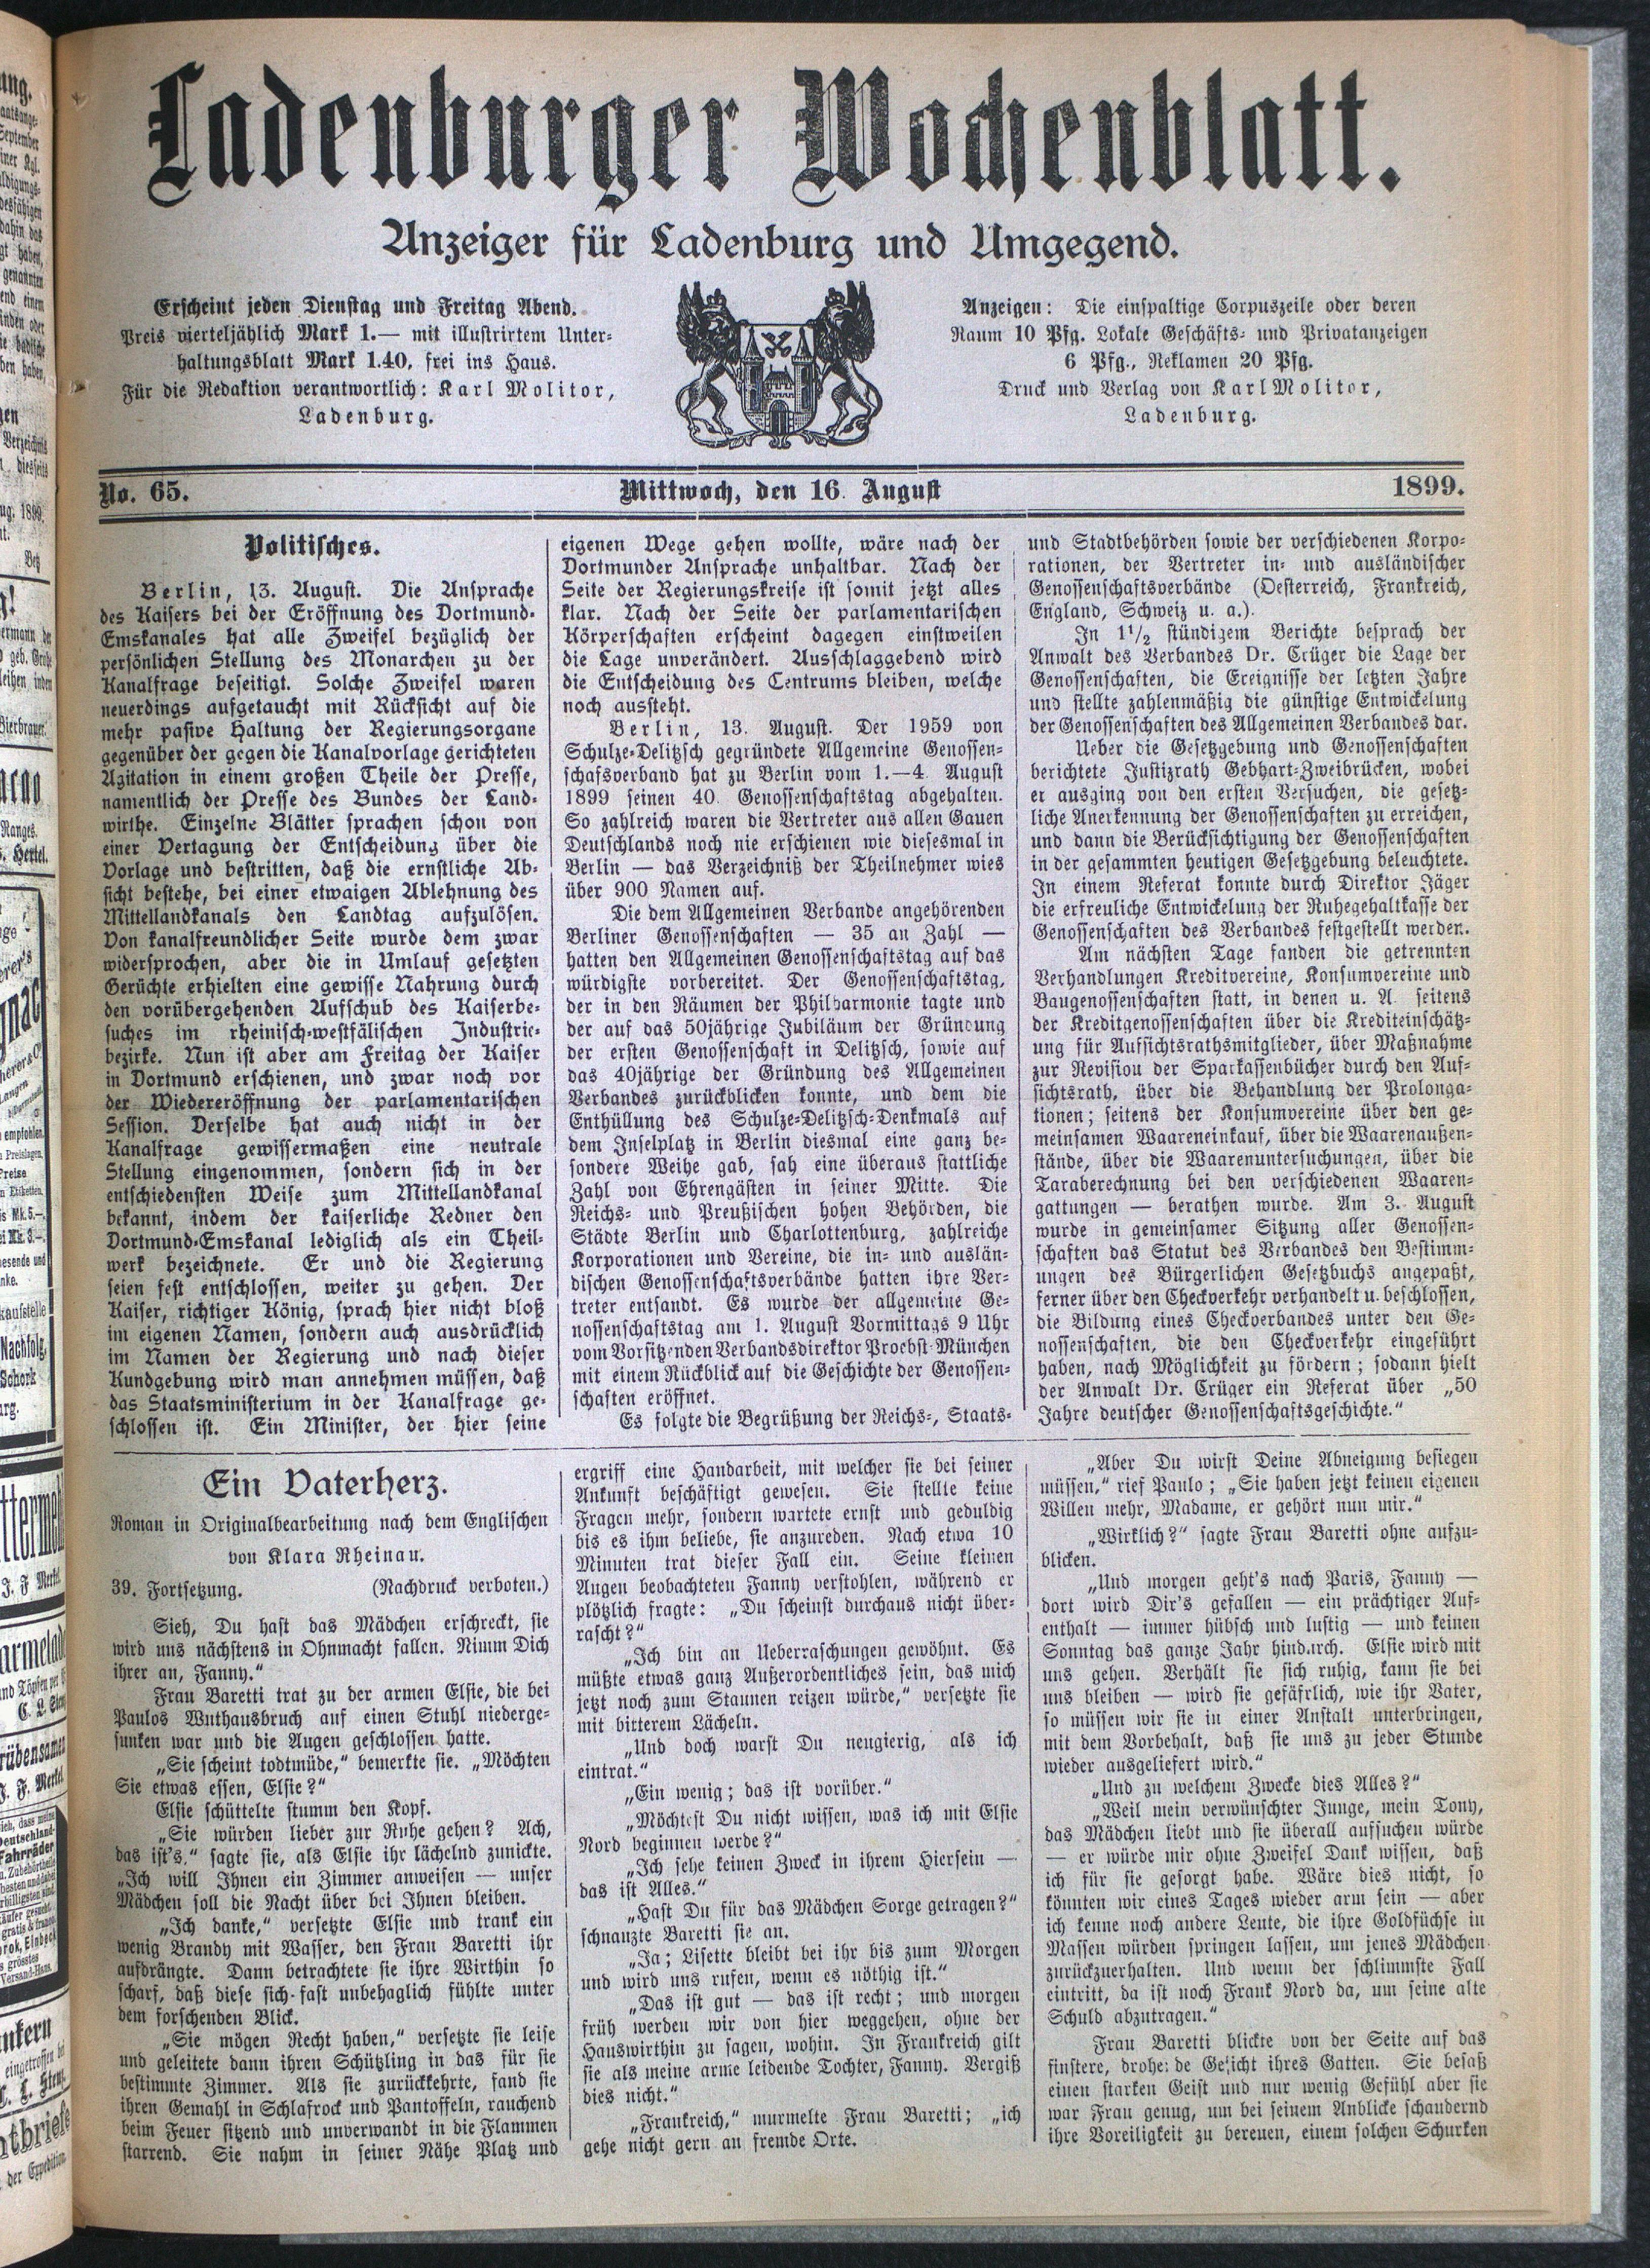 Ladenburger Wochenblatt.
Anzeiger für Ladenburg und Umgegend.
Erscheint jeden Dienstag und Freitag Abend.
Preis vierteljählich Mark 1.— mit illustrirtem Unter-
haltungsblatt Mark 1.40, frei ins Haus.
Für die Redaktion verantwortlich: Karl Molitor,
Ladenburg.
Anzeigen: Die einspaltige Corpuszeile oder deren
Raum 10 Pfg. Lokale Geschäfts- und Privatanzeigen
6 Pfg., Reklamen 20 Pfg.
Druck und Verlag von Karl Molitor,
Ladenburg.
No. 65.
Mittwoch, den 16. August
1899.
Politisches.
Berlin, 13. August. Die Ansprache
des Kaisers bei der Eröffnung des Dortmund-
Emskanales hat alle Zweifel bezüglich der
persönlichen Stellung des Monarchen zu der
Kanalfrage beseitigt. Solche Zweifel waren
neuerdings aufgetaucht mit Rücksicht auf die
mehr pasive Haltung der Regierungsorgane
gegenüber der gegen die Kanalvorlage gerichteten
Agitation in einem großen Theile der Presse,
namentlich der Presse des Bundes der Land-
wirthe. Einzelne Blätter sprachen schon von
einer Vertagung der Entscheidung über die
Vorlage und bestritten, daß die ernstliche Ab-
sicht bestehe, bei einer etwaigen Ablehnung des
Mittellandkanals den Landtag aufzulösen.
Von kanalfreundlicher Seite wurde dem zwar
widersprochen, aber die in Umlauf gesetzten
Gerüchte erhielten eine gewisse Nahrung durch
den vorübergehenden Aufschub des Kaiserbe-
suches im rheinisch-westfälischen Industrie-
bezirke. Nun ist aber am Freitag der Kaiser
in Dortmund erschienen, und zwar noch vor
der Wiedereröffnung der parlamentarischen
Session. Derselbe hat auch nicht in der
Kanalfrage gewissermaßen eine neutrale
Stellung eingenommen, sondern sich in der
entschiedensten Weise zum Mittellandkanal
bekannt, indem der kaiserliche Redner den
Dortmund-Emskanal lediglich als ein Theil-
werk bezeichnete. Er und die Regierung
seien fest entschlossen, weiter zu gehen. Der
Kaiser, richtiger König, sprach hier nicht bloß
im eigenen Namen, sondern auch ausdrücklich
im Namen der Regierung und nach dieser
Kundgebung wird man annehmen müssen, daß
das Staatsministerium in der Kanalfrage ge-
schlossen ist. Ein Minister, der hier seine
eigenen Wege gehen wollte, wäre nach der
Dortmunder Ansprache unhaltbar. Nach der
Seite der Regierungskreise ist somit jetzt alles
klar. Nach der Seite der parlamentarischen
Körperschaften erscheint dagegen einstweilen
die Lage unverändert. Ausschlaggebend wird
die Entscheidung des Centrums bleiben, welche
noch aussteht.
Berlin, 13. August. Der 1959 von
Schulze-Delitzsch gegründete Allgemeine Genossen-
schafsverband hat zu Berlin vom 1.—4. August
1899 seinen 40. Genossenschaftstag abgehalten.
So zahlreich waren die Vertreter aus allen Gauen
Deutschlands noch nie erschienen wie diesesmal in
Berlin — das Verzeichniß der Theilnehmer wies
über 900 Namen auf.
Die dem Allgemeinen Verbande angehörenden
Berliner Genossenschaften — 35 an Zahl —
hatten den Allgemeinen Genossenschaftstag auf das
würdigste vorbereitet. Der Genossenschaftstag,
der in den Räumen der Philharmonie tagte und
der auf das 50jährige Jubiläum der Gründung
der ersten Genossenschaft in Delitzsch, sowie auf
das 40jährige der Gründung des Allgemeinen
Verbandes zurückblicken konnte, und dem die
Enthüllung des Schulze-Delitzsch-Denkmals auf
dem Inselplatz in Berlin diesmal eine ganz be-
sondere Weihe gab, sah eine überaus stattliche
Zahl von Ehrengästen in seiner Mitte. Die
Reichs- und Preußischen hohen Behörden, die
Städte Berlin und Charlottenburg, zahlreiche
Korporationen und Vereine, die in- und auslän-
dischen Genossenschaftsverbände hatten ihre Ver-
treter entsandt. Es wurde der allgemeine Ge-
nossenschaftstag am 1. August Vormittags 9 Uhr
vom Vorsitzenden Verbandsdirektor Proebst-München
mit einem Rückblick auf die Geschichte der Genossen-
schaften eröffnet.
Es folgte die Begrüßung der Reichs-, Staats-
und Stadtbehörden sowie der verschiedenen Korpo-
rationen, der Vertreter in- und ausländischer
Genossenschaftsverbände (Oesterreich, Frankreich,
England, Schweiz u. a.).
In 1 1/2 stündigem Berichte besprach der
Anwalt des Verbandes Dr. Crüger die Lage der
Genossenschaften, die Ereignisse der letzten Jahre
und stellte zahlenmäßig die günstige Entwickelung
der Genossenschaften des Allgemeinen Verbandes dar.
Ueber die Gesetzgebung und Genossenschaften
berichtete Justizrath Gebhart-Zweibrücken, wobei
er ausging von den ersten Versuchen, die gesetz-
liche Anerkennung der Genossenschaften zu erreichen,
und dann die Berücksichtigung der Genossenschaften
in der gesammten heutigen Gesetzgebung beleuchtete.
In einem Referat konnte durch Direktor Jäger
die erfreuliche Entwickelung der Ruhegehaltkasse der
Genossenschaften des Verbandes festgestellt werden.
Am nächsten Tage fanden die getrennten
Verhandlungen Kreditvereine, Konsumvereine und
Baugenossenschaften statt, in denen u. A. seitens
der Kreditgenossenschaften über die Krediteinschätz-
ung für Aufsichtsrathsmitglieder, über Maßnahme
zur Revision der Sparkassenbücher durch den Auf-
sichtsrath, über die Behandlung der Prolonga-
tionen; seitens der Konsumvereine über den ge-
meinsamen Waareneinkauf, über die Waarenaußen-
stände, über die Waarenuntersuchungen, über die
Taraberechnung bei den verschiedenen Waaren-
gattungen — berathen wurde. Am 3. August
wurde in gemeinsamer Sitzung aller Genossen-
schaften das Statut des Verbandes den Bestimm-
ungen des Bürgerlichen Gesetzbuchs angepaßt,
ferner über den Checkverkehr verhandelt u. beschlossen,
die Bildung eines Checkverbandes unter den Ge-
nossenschaften, die den Checkverkehr eingeführt
haben, nach Möglichkeit zu fördern; sodann hielt
der Anwalt Dr. Crüger ein Referat über „50
Jahre deutscher Genossenschaftsgeschichte."
Ein Vaterherz.
Roman in Originalbearbeitung nach dem Englischen
von Klara Rheinau.
39. Fortsetzung. (Nachdruck verboten.)
Sieh, Du hast das Mädchen erschreckt, sie
wird uns nächstens in Ohnmacht fallen. Nimm Dich
ihrer an, Fanny."
Frau Baretti trat zu der armen Elsie, die bei
Paulos Wuthausbruch auf einen Stuhl niederge-
sunken war und die Augen geschlossen hatte.
„Sie scheint todtmüde," bemerkte sie. „Möchten
Sie etwas essen, Elsie?"
Elsie schüttelte stumm den Kopf.
„Sie würden lieber zur Ruhe gehen? Ach,
das ist's," sagte sie, als Elsie ihr lächelnd zunickte.
„Ich will Ihnen ein Zimmer anweisen — unser
Mädchen soll die Nacht über bei Ihnen bleiben.
„Ich danke," versetzte Elsie und trank ein
wenig Brandy mit Wasser, den Frau Baretti ihr
aufdrängte. Dann betrachtete sie ihre Wirthin so
scharf, daß diese sich fast unbehaglich fühlte unter
dem forschenden Blick.
„Sie mögen Recht haben," versetzte sie leise
und geleitete dann ihren Schützling in das für sie
bestimmte Zimmer. Als sie zurückkehrte, fand sie
ihren Gemahl in Schlafrock und Pantoffeln, rauchend
beim Feuer sitzend und unverwandt in die Flammen
starrend. Sie nahm in seiner Nähe Platz und
ergriff eine Handarbeit, mit welcher sie bei seiner
Ankunft beschäftigt gewesen. Sie stellte keine
Fragen mehr, sondern wartete ernst und geduldig
bis es ihm beliebe, sie anzureden. Nach etwa 10
Minuten trat dieser Fall ein. Seine kleinen
Augen beobachteten Fanny verstohlen, während er
plötzlich fragte: „Du scheinst durchaus nicht über-
rascht?"
„Ich bin an Ueberraschungen gewöhnt. Es
müßte etwas ganz Außerordentliches sein, das mich
jetzt noch zum Staunen reizen würde," versetzte sie
mit bitterem Lächeln.
„Und doch warst Du neugierig, als ich
eintrat."
„Ein wenig; das ist vorüber."
„Möchtest Du nicht wissen, was ich mit Elsie
Nord beginnen werde?"
„Ich sehe keinen Zweck in ihrem Hiersein —
das ist Alles."
„Hast Du für das Mädchen Sorge getragen?"
schnauzte Baretti sie an.
„Ja; Lisette bleibt bei ihr bis zum Morgen
und wird uns rufen, wenn es nöthig ist."
„Das ist gut — das ist recht; und morgen
früh werden wir von hier weggehen, ohne der
Hauswirthin zu sagen, wohin. In Frankreich gilt
sie als meine arme leidende Tochter, Fanny. Vergiß
dies nicht."
„Frankreich," murmelte Frau Baretti; „ich
gehe nicht gern an fremde Orte.
„Aber Du wirst Deine Abneigung besiegen
müssen," rief Paulo; „Sie haben jetzt keinen eigenen
Willen mehr, Madame, er gehört nun mir."
„Wirklich?" sagte Frau Baretti ohne aufzu-
blicken.
„Und morgen geht's nach Paris, Fanny —
dort wird Dir's gefallen — ein prächtiger Auf-
enthalt — immer hübsch und lustig — und keinen
Sonntag das ganze Jahr hindurch. Elsie wird mit
uns gehen. Verhält sie sich ruhig, kann sie bei
uns bleiben — wird sie gefäfrlich, wie ihr Vater,
so müssen wir sie in einer Anstalt unterbringen,
mit dem Vorbehalt, daß sie uns zu jeder Stunde
wieder ausgeliefert wird."
„Und zu welchem Zwecke dies Alles?"
„Weil mein verwünschter Junge, mein Tony,
das Mädchen liebt und sie überall aufsuchen würde
— er würde mir ohne Zweifel Dank wissen, daß
ich für sie gesorgt habe. Wäre dies nicht, so
könnten wir eines Tages wieder arm sein — aber
ich kenne noch andere Leute, die ihre Goldfüchse in
Massen würden springen lassen, um jenes Mädchen
zurückzuerhalten. Und wenn der schlimmste Fall
eintritt, da ist noch Frank Nord da, um seine alte
Schuld abzutragen."
Frau Baretti blickte von der Seite auf das
finstere, drohende Gesicht ihres Gatten. Sie besaß
einen starken Geist und nur wenig Gefühl aber sie
war Frau genug, um bei seinem Anblicke schaudernd
ihre Voreiligkeit zu bereuen, einem solchen Schurken